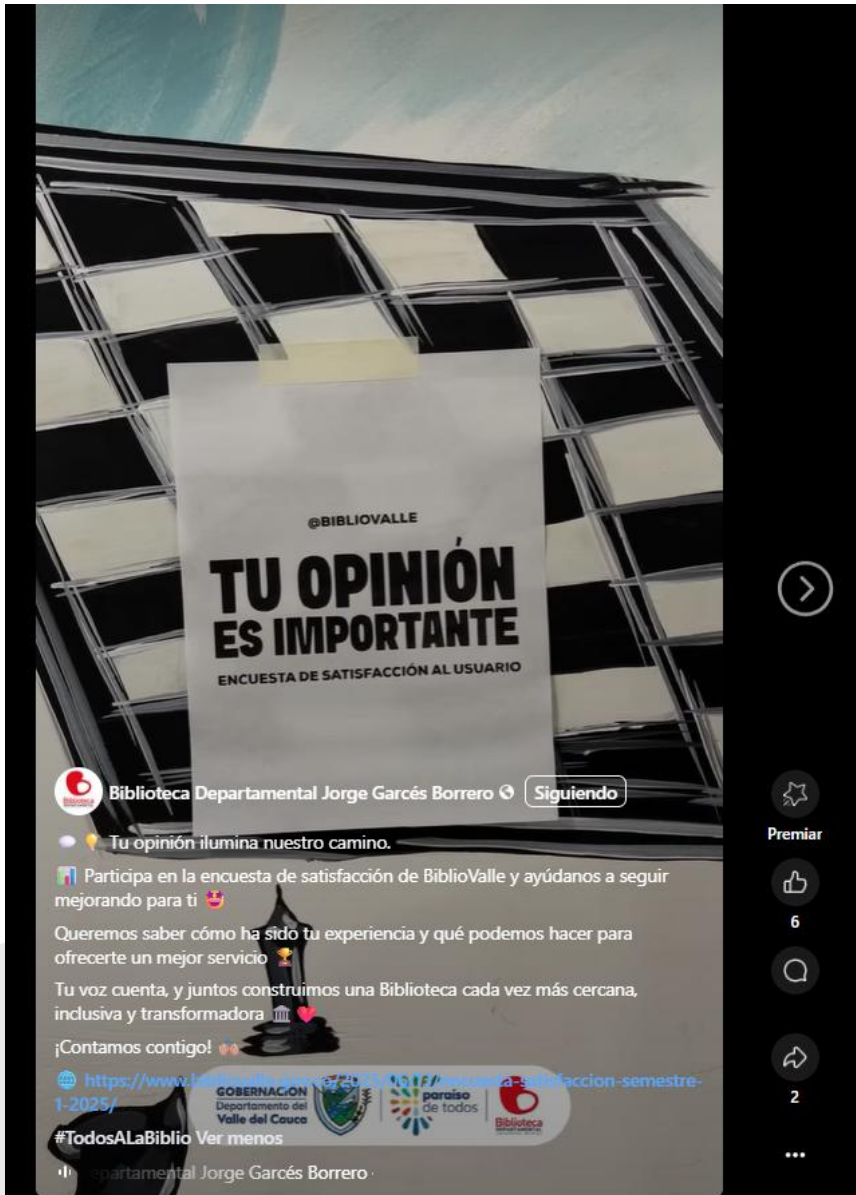 @BIBLIOVALLE
TU OPINIÓN
ES IMPORTANTE
ENCUESTA DE SATISFACCIÓN AL USUARIO
Biblioteca Departamental Jorge Garcés Borrero
Siguiendo
Tu opinión ilumina nuestro camino.
Participa en la encuesta de satisfacción de BiblioValle y ayúdanos a seguir
mejorando para ti
Queremos saber cómo ha sido tu experiencia y qué podemos hacer para
ofrecerte un mejor servicio
Tu voz cuenta, y juntos construimos una Biblioteca cada vez más cercana,
inclusiva y transformadora
¡Contamos contigo!
https://www.
-satisfaccion-semestre-
1-2025/
GOBERNACIÓN
Departamento del
Valle del Cauca
paraíso
de todos
Biblioteca
#TodosALaBiblio Ver menos
epartamental Jorge Garcés Borrero ·
Premiar
6
2